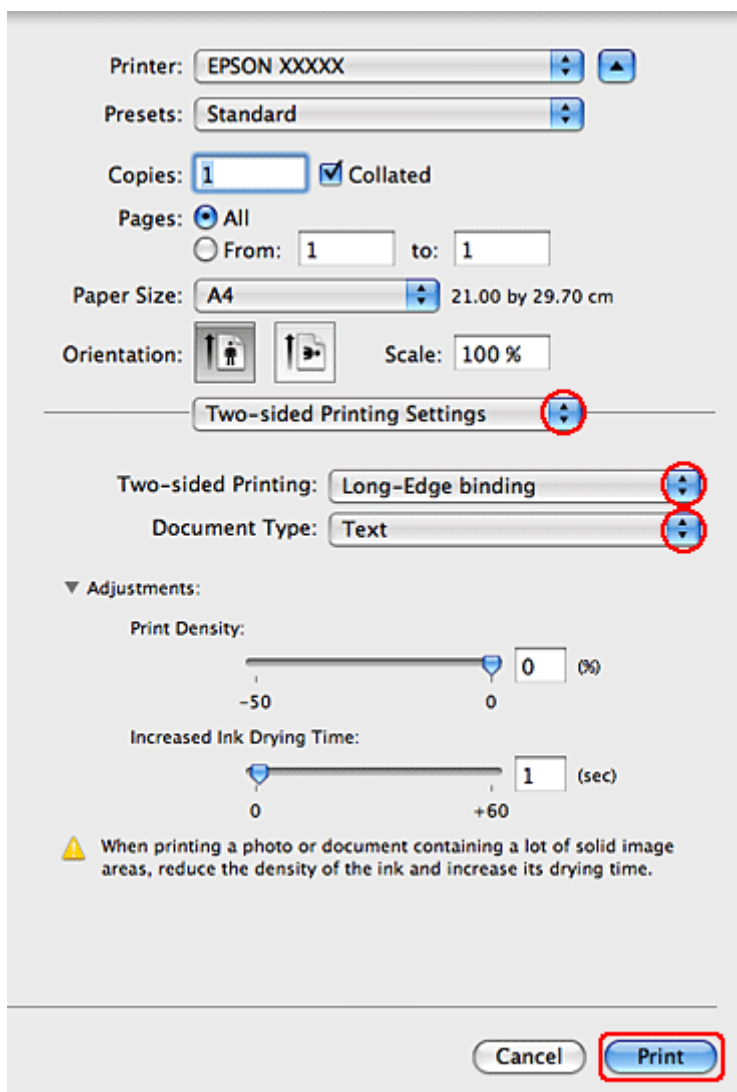 Printer: EPSON XXXXX
Presets: Standard
Copies: 1 Collated
Pages: All
From: 1 to: 1
Paper Size: A4 21.00 by 29.70 cm
Orientation: Scale: 100 %
Two-sided Printing Settings
Two-sided Printing: Long-Edge binding
Document Type: Text
Adjustments:
Print Density:
0 (%)
-50 0
Increased Ink Drying Time:
1 (sec)
0 +60
When printing a photo or document containing a lot of solid image
areas, reduce the density of the ink and increase its drying time.
Cancel Print